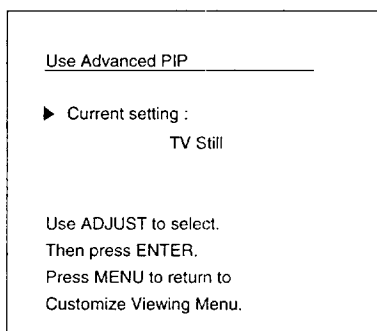 Use Advanced PIP
Current setting :
TV Still
Use ADJUST to select.
Then press ENTER.
Press MENU to return to
Customize Viewing Menu.